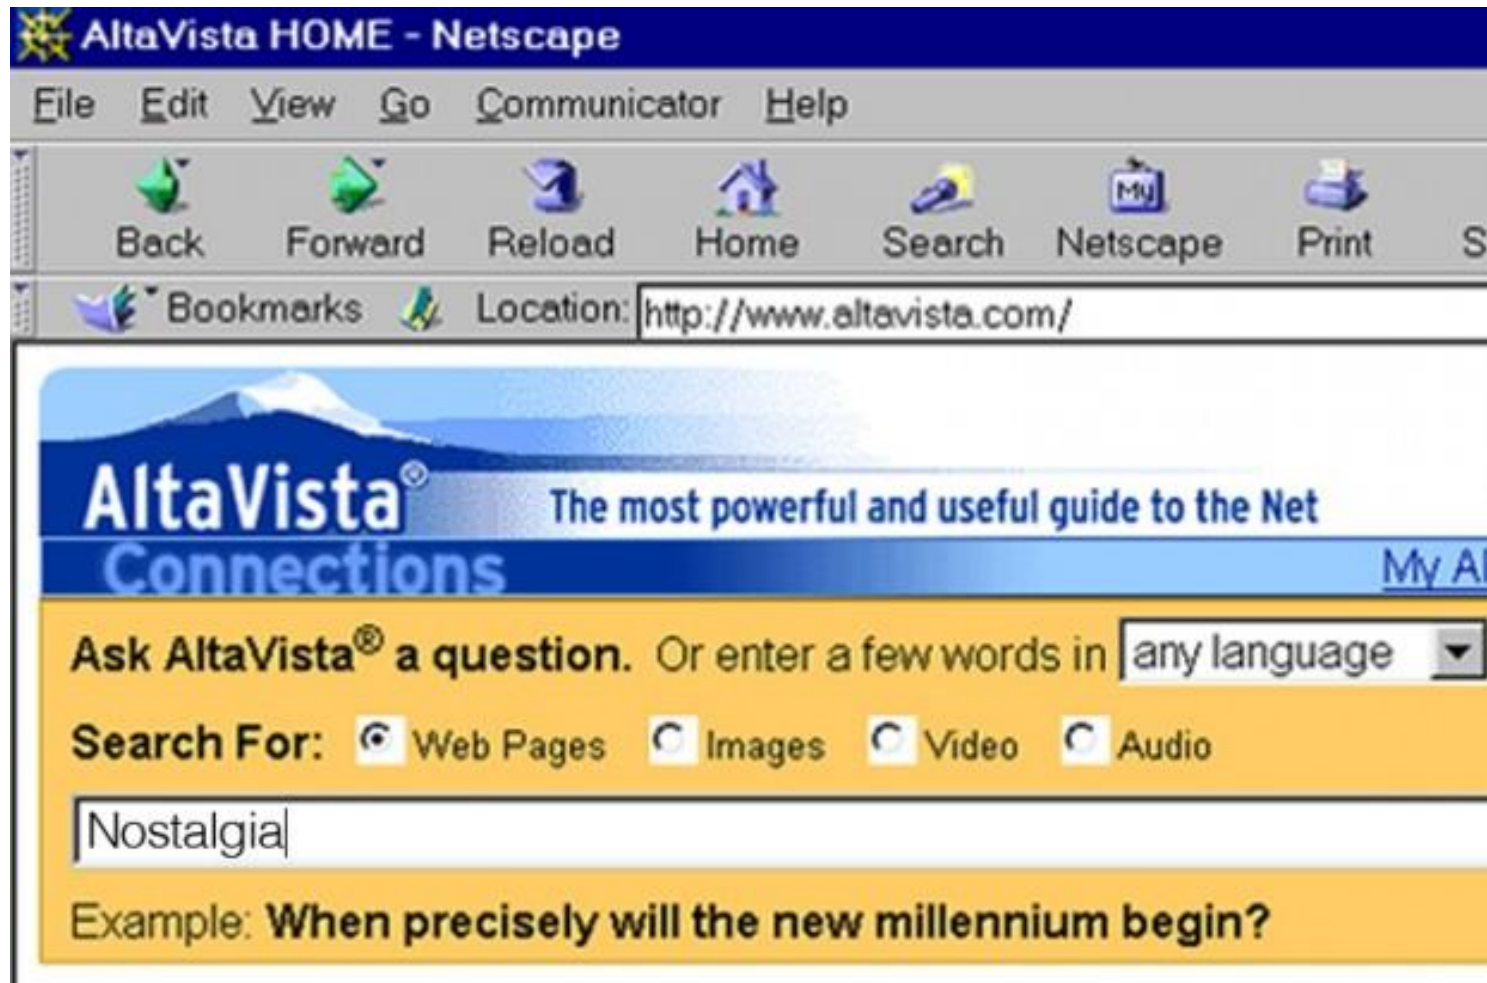 AltaVista HOME - Netscape
File Edit View Go Communicator Help
My
Back Forward Reload Home Search Netscape Print S
Bookmarks Location: http://www.altavista.com/
AltaVista® The most powerful and useful guide to the Net
Connections My Al
Ask AltaVista® a question. Or enter a few words in any language
Search For: Web Pages Images Video Audio
Nostalgia
Example: When precisely will the new millennium begin?